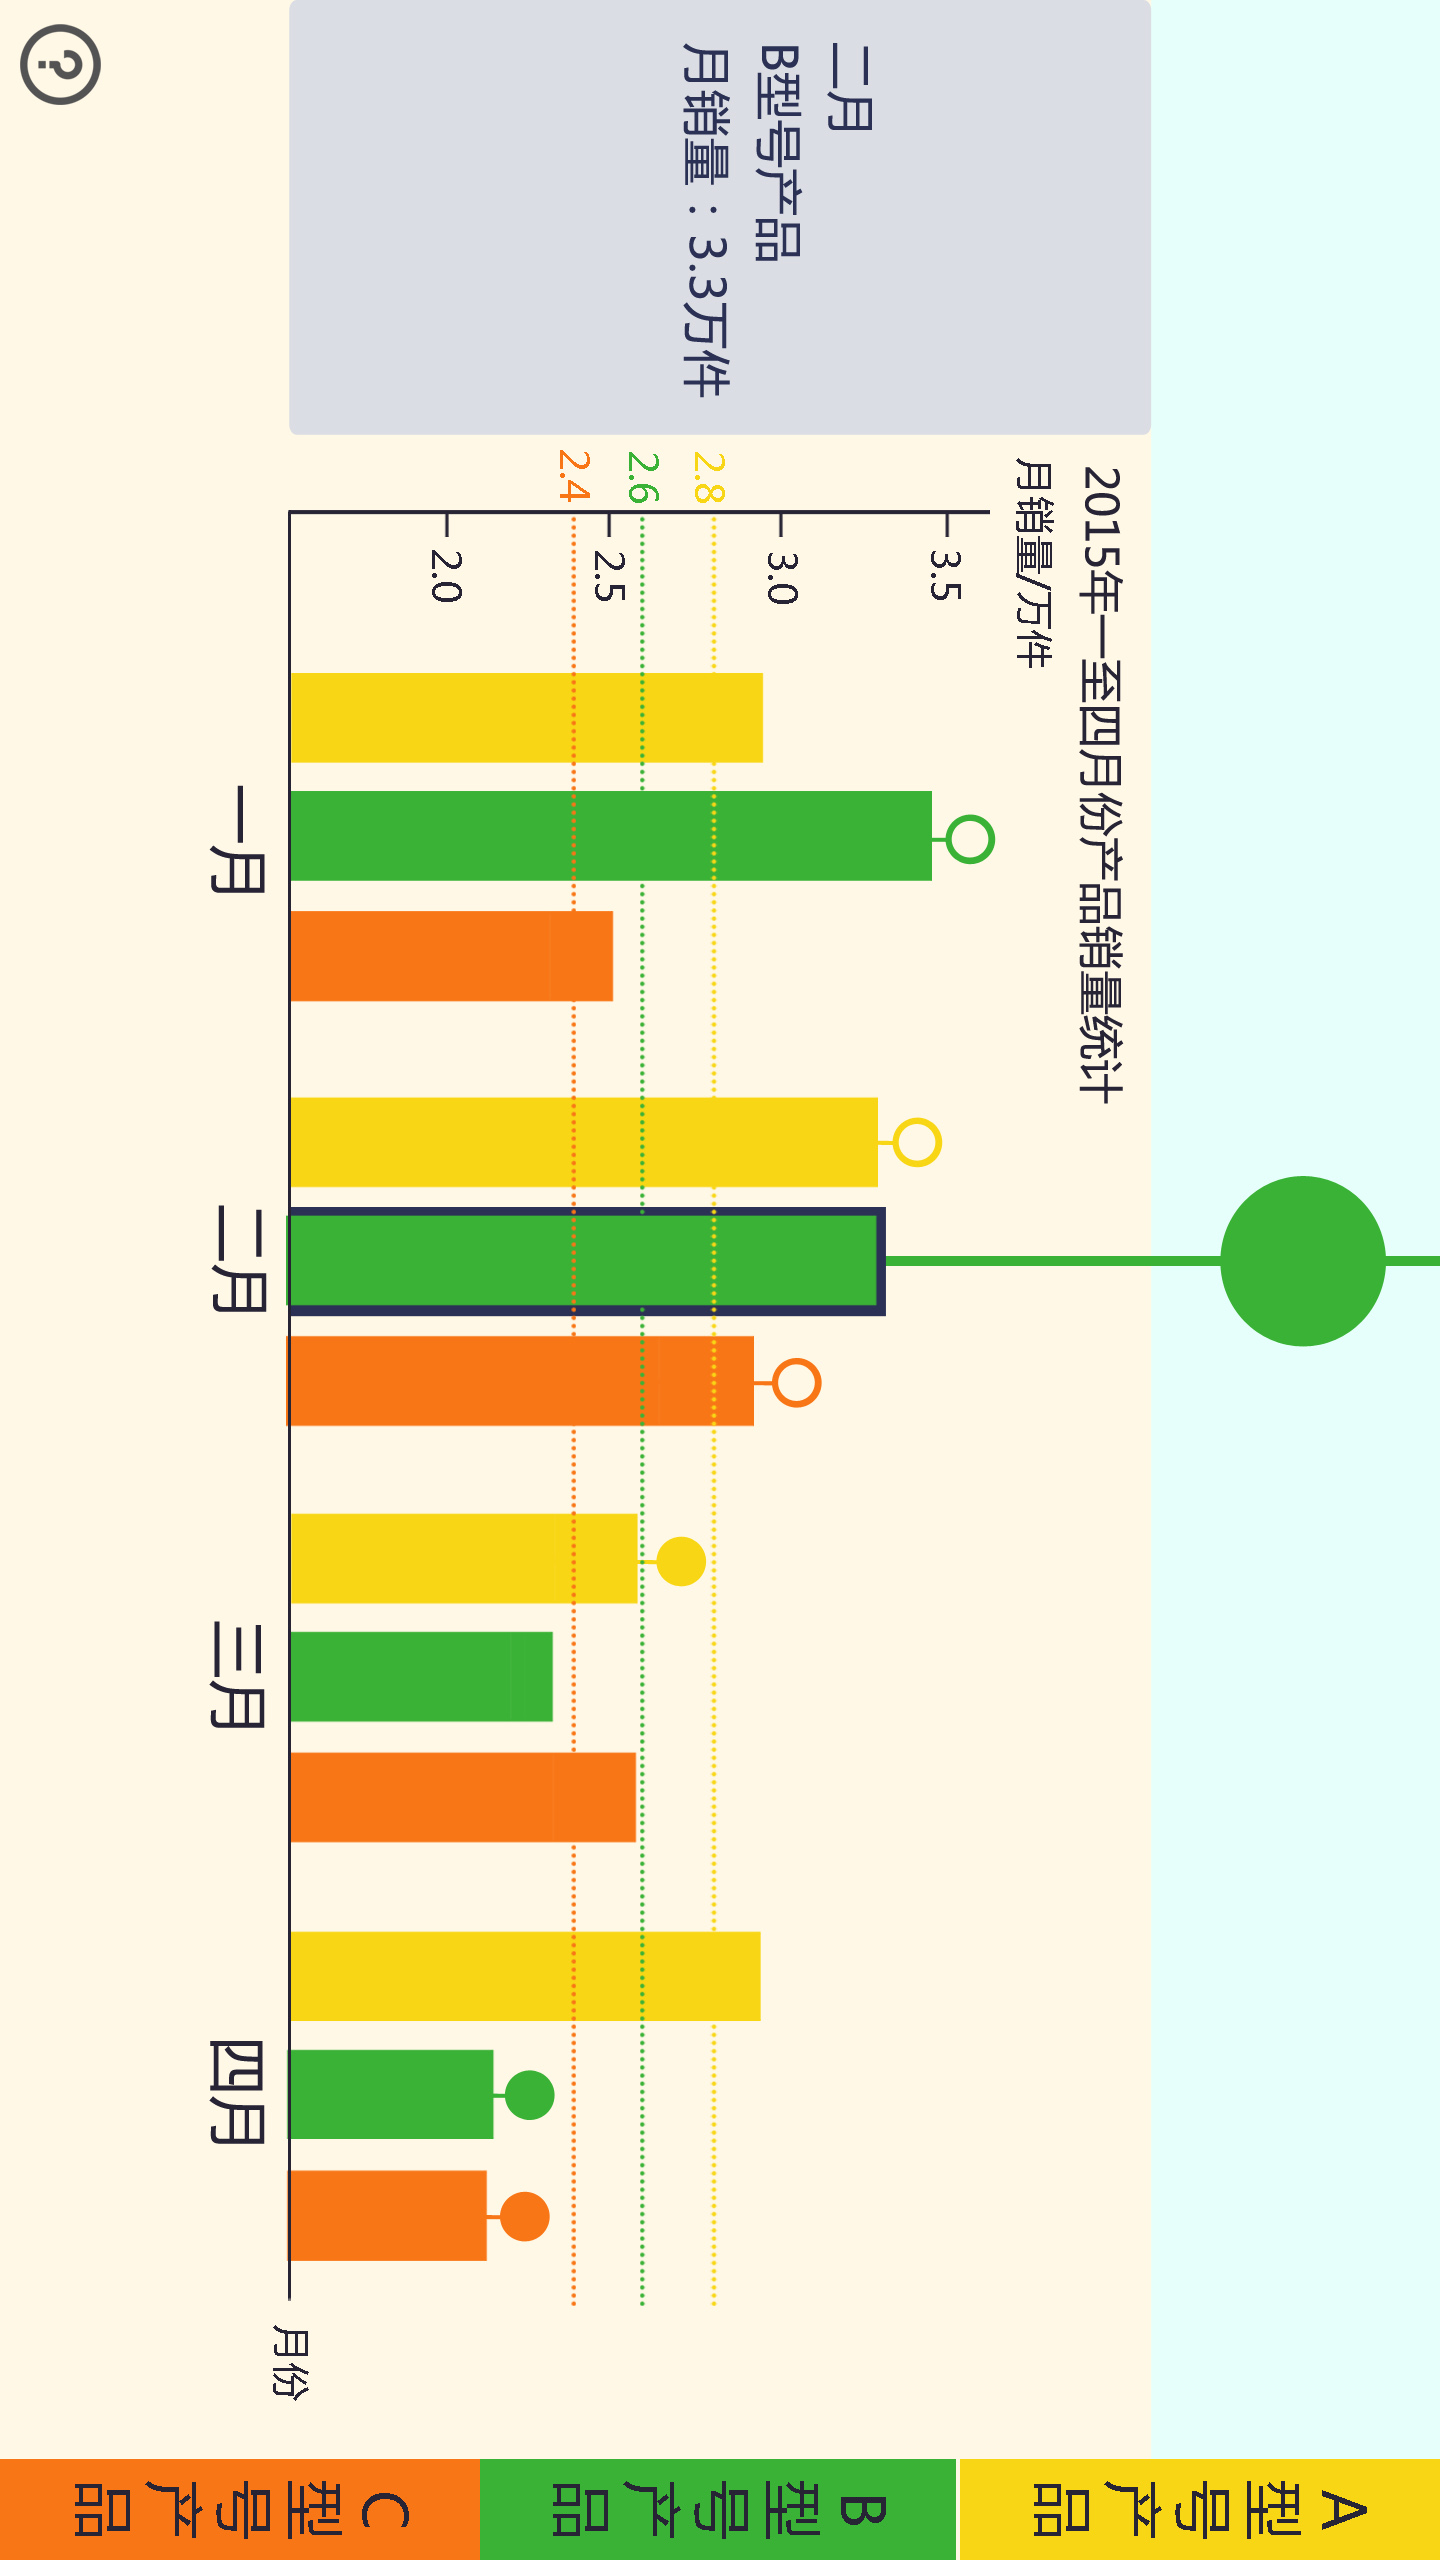 2015年一至四月份产品销量统计
月销量/万件
3.5
3.0
2.8
2.6
2.5
2.4
2.0
一月
二月
三月
四月
月份
二月
B型号产品
月销量：3.3万件
A型号产品
B型号产品
C型号产品
?